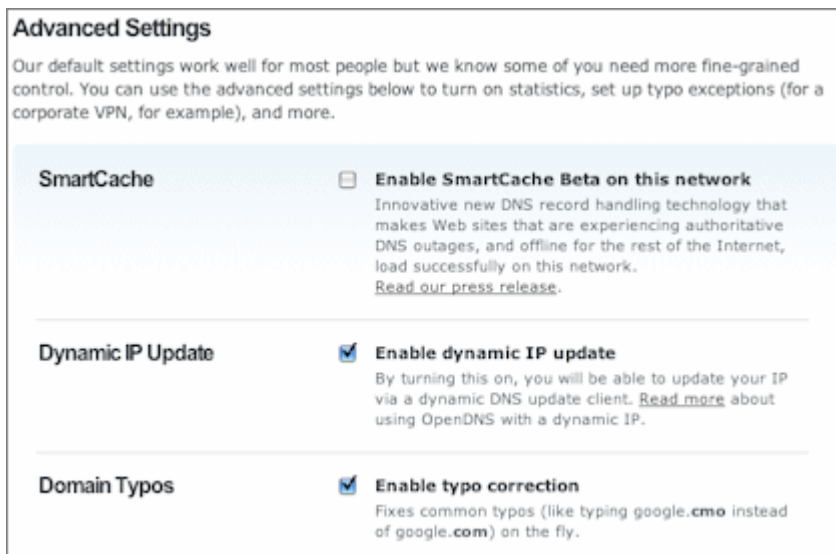 Advanced Settings
Our default settings work well for most people but we know some of you need more fine-grained
control. You can use the advanced settings below to turn on statistics, set up typo exceptions (for a
corporate VPN, for example), and more.
SmartCache
Enable SmartCache Beta on this network
Innovative new DNS record handling technology that
makes Web sites that are experiencing authoritative
DNS outages, and offline for the rest of the Internet,
load successfully on this network.
Read our press release.
Dynamic IP Update
Enable dynamic IP update
By turning this on, you will be able to update your IP
via a dynamic DNS update client. Read more about
using OpenDNS with a dynamic IP.
Domain Typos
Enable typo correction
Fixes common typos (like typing google.cmo instead
of google.com) on the fly.